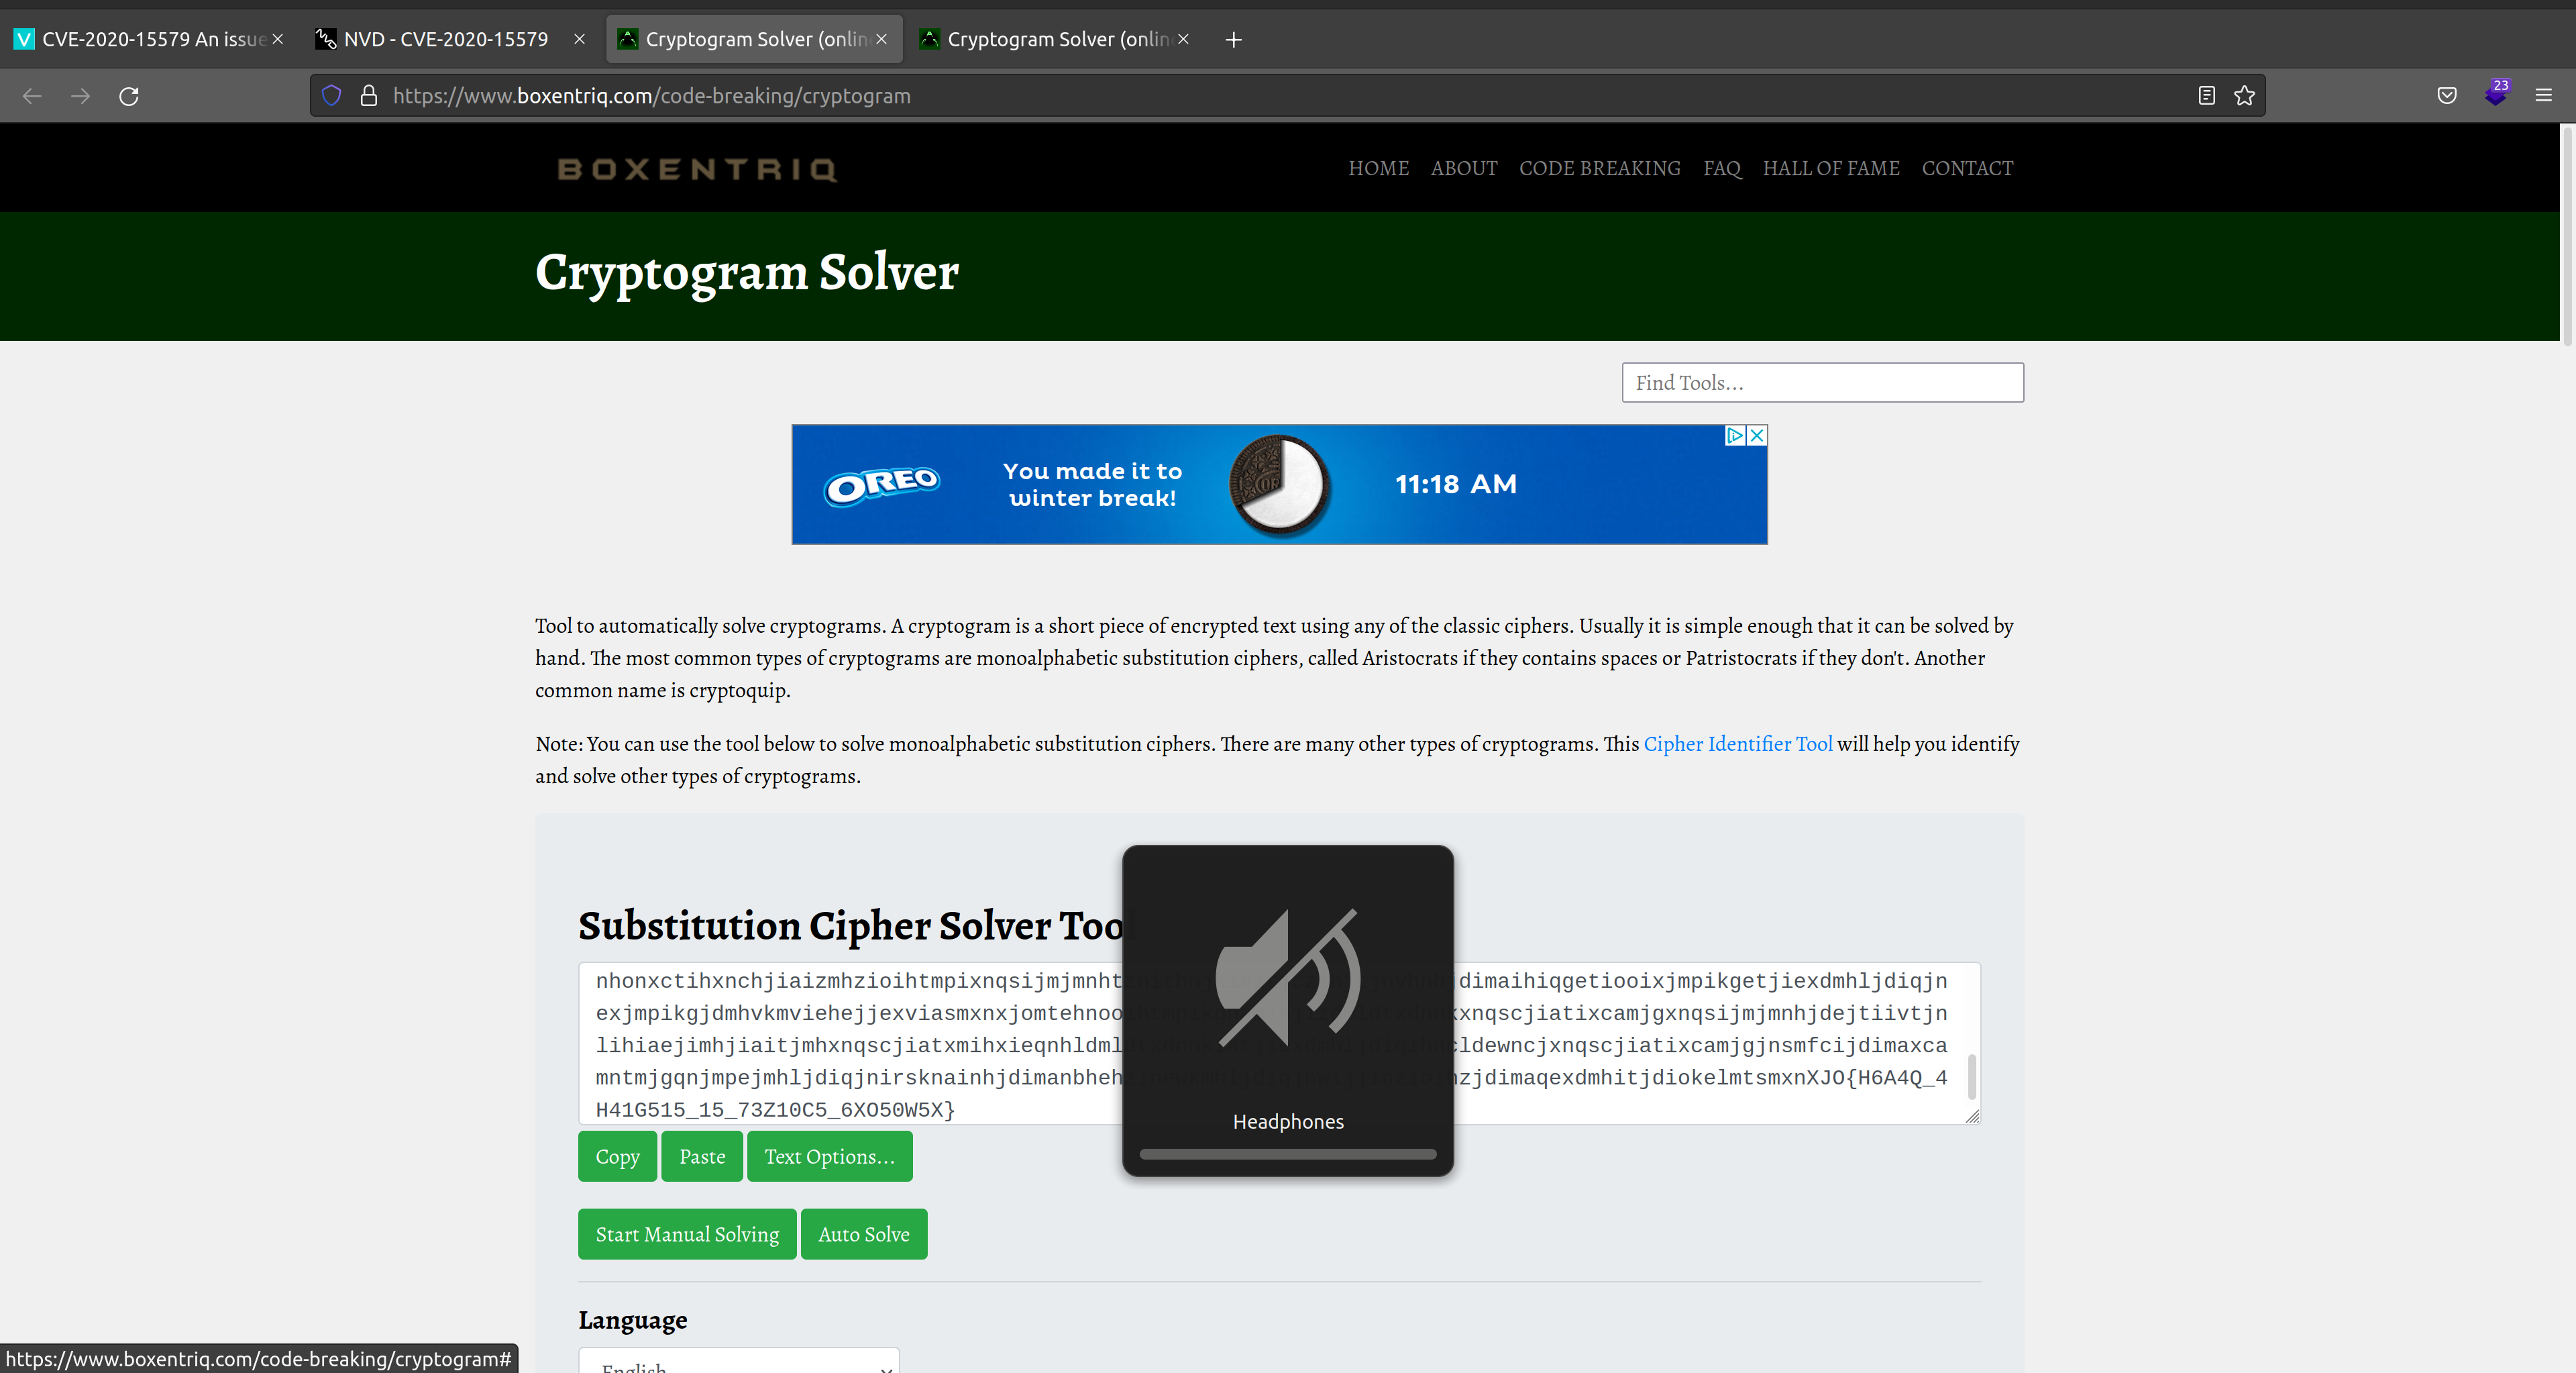 CVE-2020-15579 An issue
NVD - CVE-2020-15579
Cryptogram Solver (onlin
Cryptogram Solver (onlin
https://www.boxentriq.com/code-breaking/cryptogram
23
BOXENTRIQ
HOME ABOUT CODE BREAKING FAQ HALL OF FAME CONTACT
Cryptogram Solver
Find Tools...
OREO
You made it to
winter break!
11:18 AM
Tool to automatically solve cryptograms. A cryptogram is a short piece of encrypted text using any of the classic ciphers. Usually it is simple enough that it can be solved by
hand. The most common types of cryptograms are monoalphabetic substitution ciphers, called Aristocrats if they contains spaces or Patristocrats if they don't. Another
common name is cryptoquip.
Note: You can use the tool below to solve monoalphabetic substitution ciphers. There are many other types of cryptograms. This Cipher Identifier Tool will help you identify
and solve other types of cryptograms.
Substitution Cipher Solver Tool
nhonxctihxnchjiaizmhzioihtmpixnqsijmjmnht jdimaihiqgetiooixjmpikgetjiexdmhljdiqjn
exjmpikgjdmhvkmviehejjexviasmxnxjomtehnoo xnqscjiatixcamjgxnqsijmjmnhjdejtiivtjn
lihiaejimhjiaitjmhxnqscjiatxmihxieqnhldml cldewncjxnqscjiatixcamjgjnsmfcijdimaxca
mntmjgqnjmpejmhljdiqjnirsknainhjdimanbheh zjdimaqexdmhitjdiokelmtsmxnXJO{H6A4Q_4
H41G515_15_73Z10C5_6XO50W5X}
Headphones
Copy Paste Text Options...
Start Manual Solving Auto Solve
Language
English
https://www.boxentriq.com/code-breaking/cryptogram#